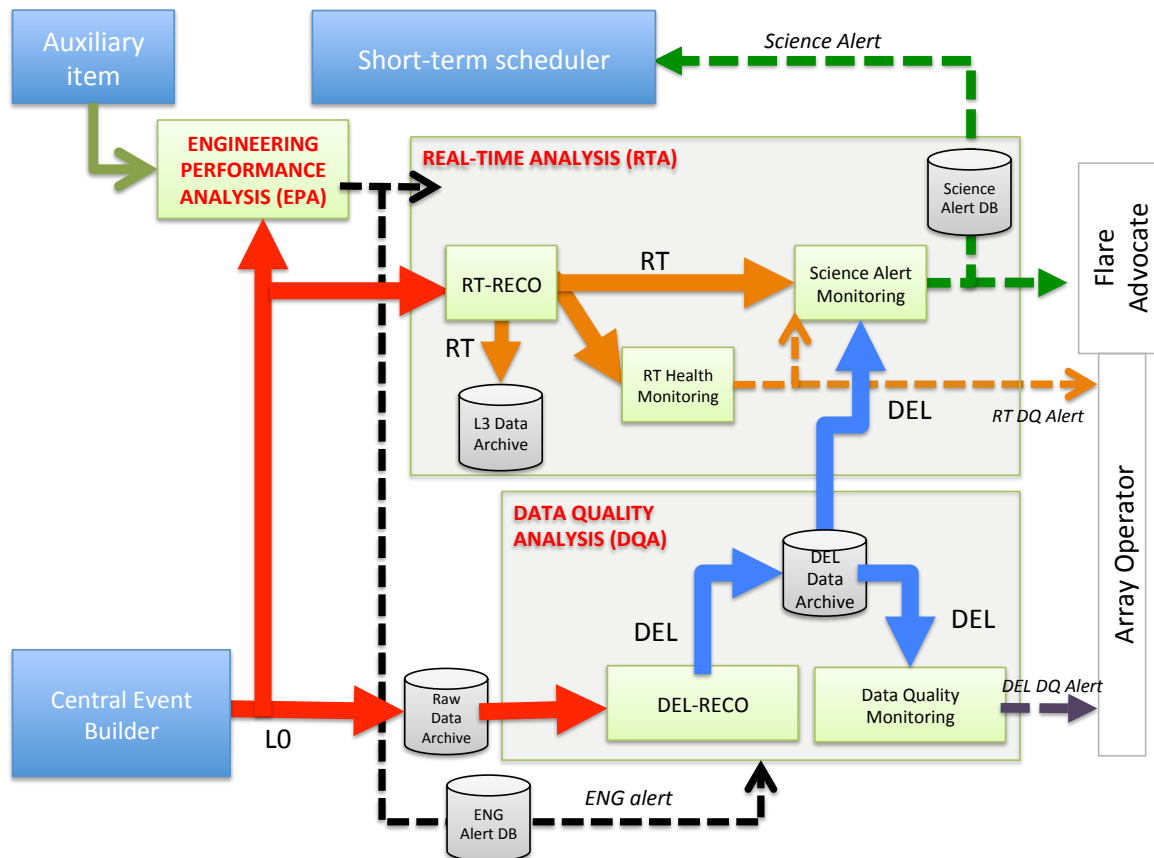 Auxiliary
item
Short-term scheduler
Science Alert
ENGINEERING
PERFORMANCE
ANALYSIS (EPA)
REAL-TIME ANALYSIS (RTA)
Science
Alert DB
Flare
Advocate
RT-RECO
RT
Science Alert
Monitoring
RT
RT Health
Monitoring
L3 Data
Archive
DEL
RT DQ Alert
DATA QUALITY
ANALYSIS (DQA)
DEL
Data
Archive
Array Operator
DEL
DEL
Central Event
Builder
L0
Raw
Data
Archive
DEL-RECO
Data Quality
Monitoring
DEL DQ Alert
ENG
Alert DB
ENG alert